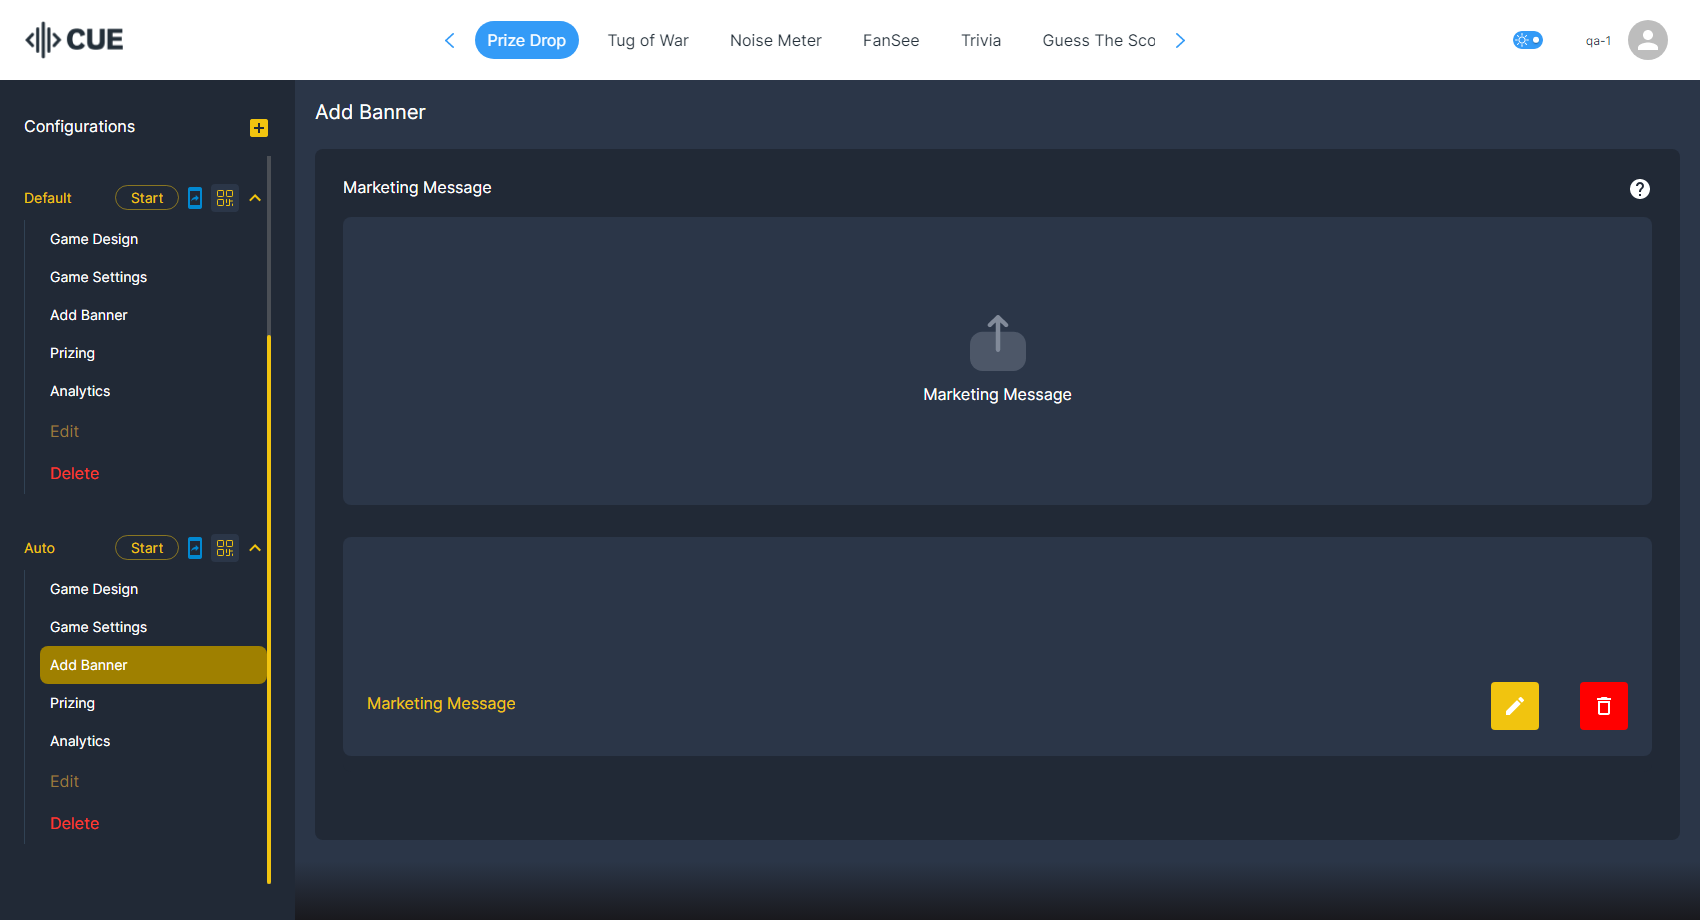 CUE
Prize Drop
Tug of War
Noise Meter
FanSee
Trivia
Guess The Sco
qa-1
Configurations
Default
Start
Game Design
Game Settings
Add Banner
Prizing
Analytics
Edit
Delete
Auto
Start
Game Design
Game Settings
Add Banner
Prizing
Analytics
Edit
Delete
Add Banner
Marketing Message
?
Marketing Message
Marketing Message